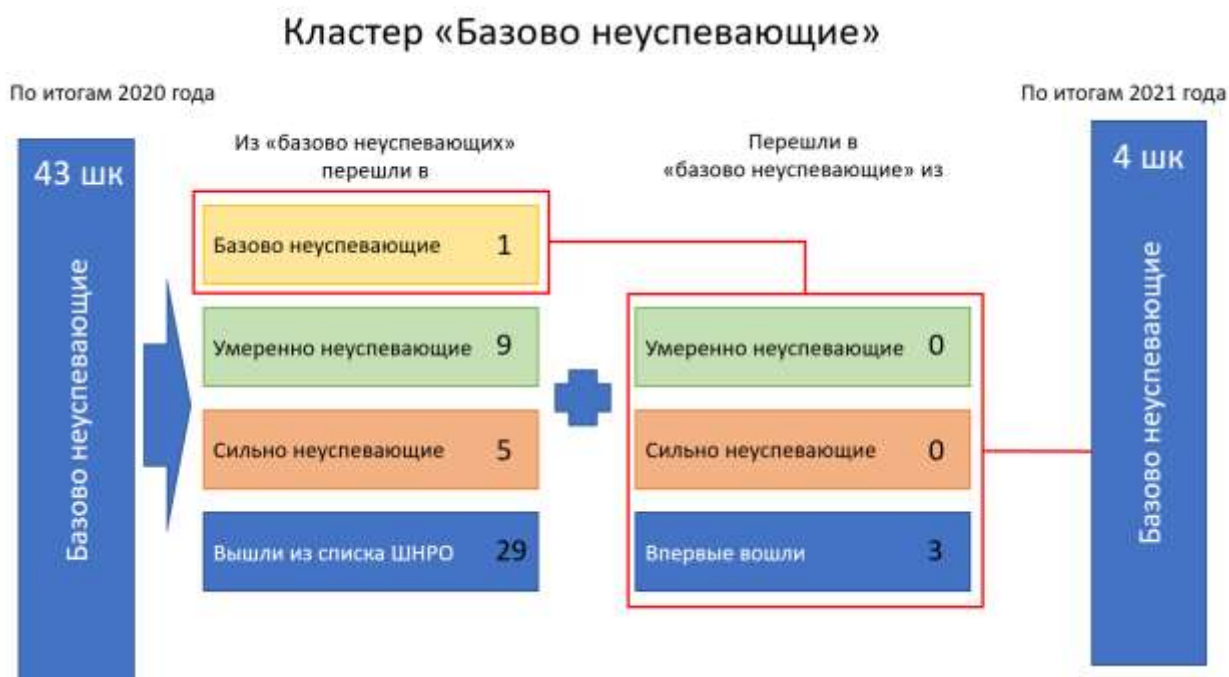 Кластер «Базово неуспевающие»
По итогам 2020 года
По итогам 2021 года
43 шк
Базово неуспевающие
Из «базово неуспевающих»
перешли в
Базово неуспевающие 1
Умеренно неуспевающие 9
Сильно неуспевающие 5
Вышли из списка ШНРО 29
Перешли в
«базово неуспевающие» из
Умеренно неуспевающие 0
Сильно неуспевающие 0
Впервые вошли 3
4 шк
Базово неуспевающие